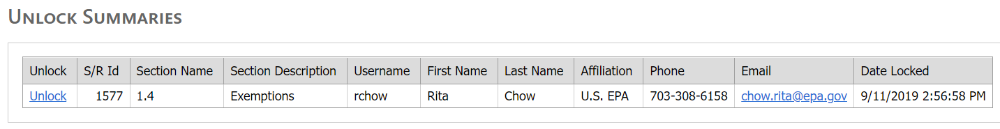 Unlock Summaries
Unlock S/R Id Section Name Section Description Username First Name Last Name Affiliation Phone Email Date Locked
Unlock 1577 1.4 Exemptions rchow Rita Chow U.S. EPA 703-308-6158 chow.rita@epa.gov 9/11/2019 2:56:58 PM